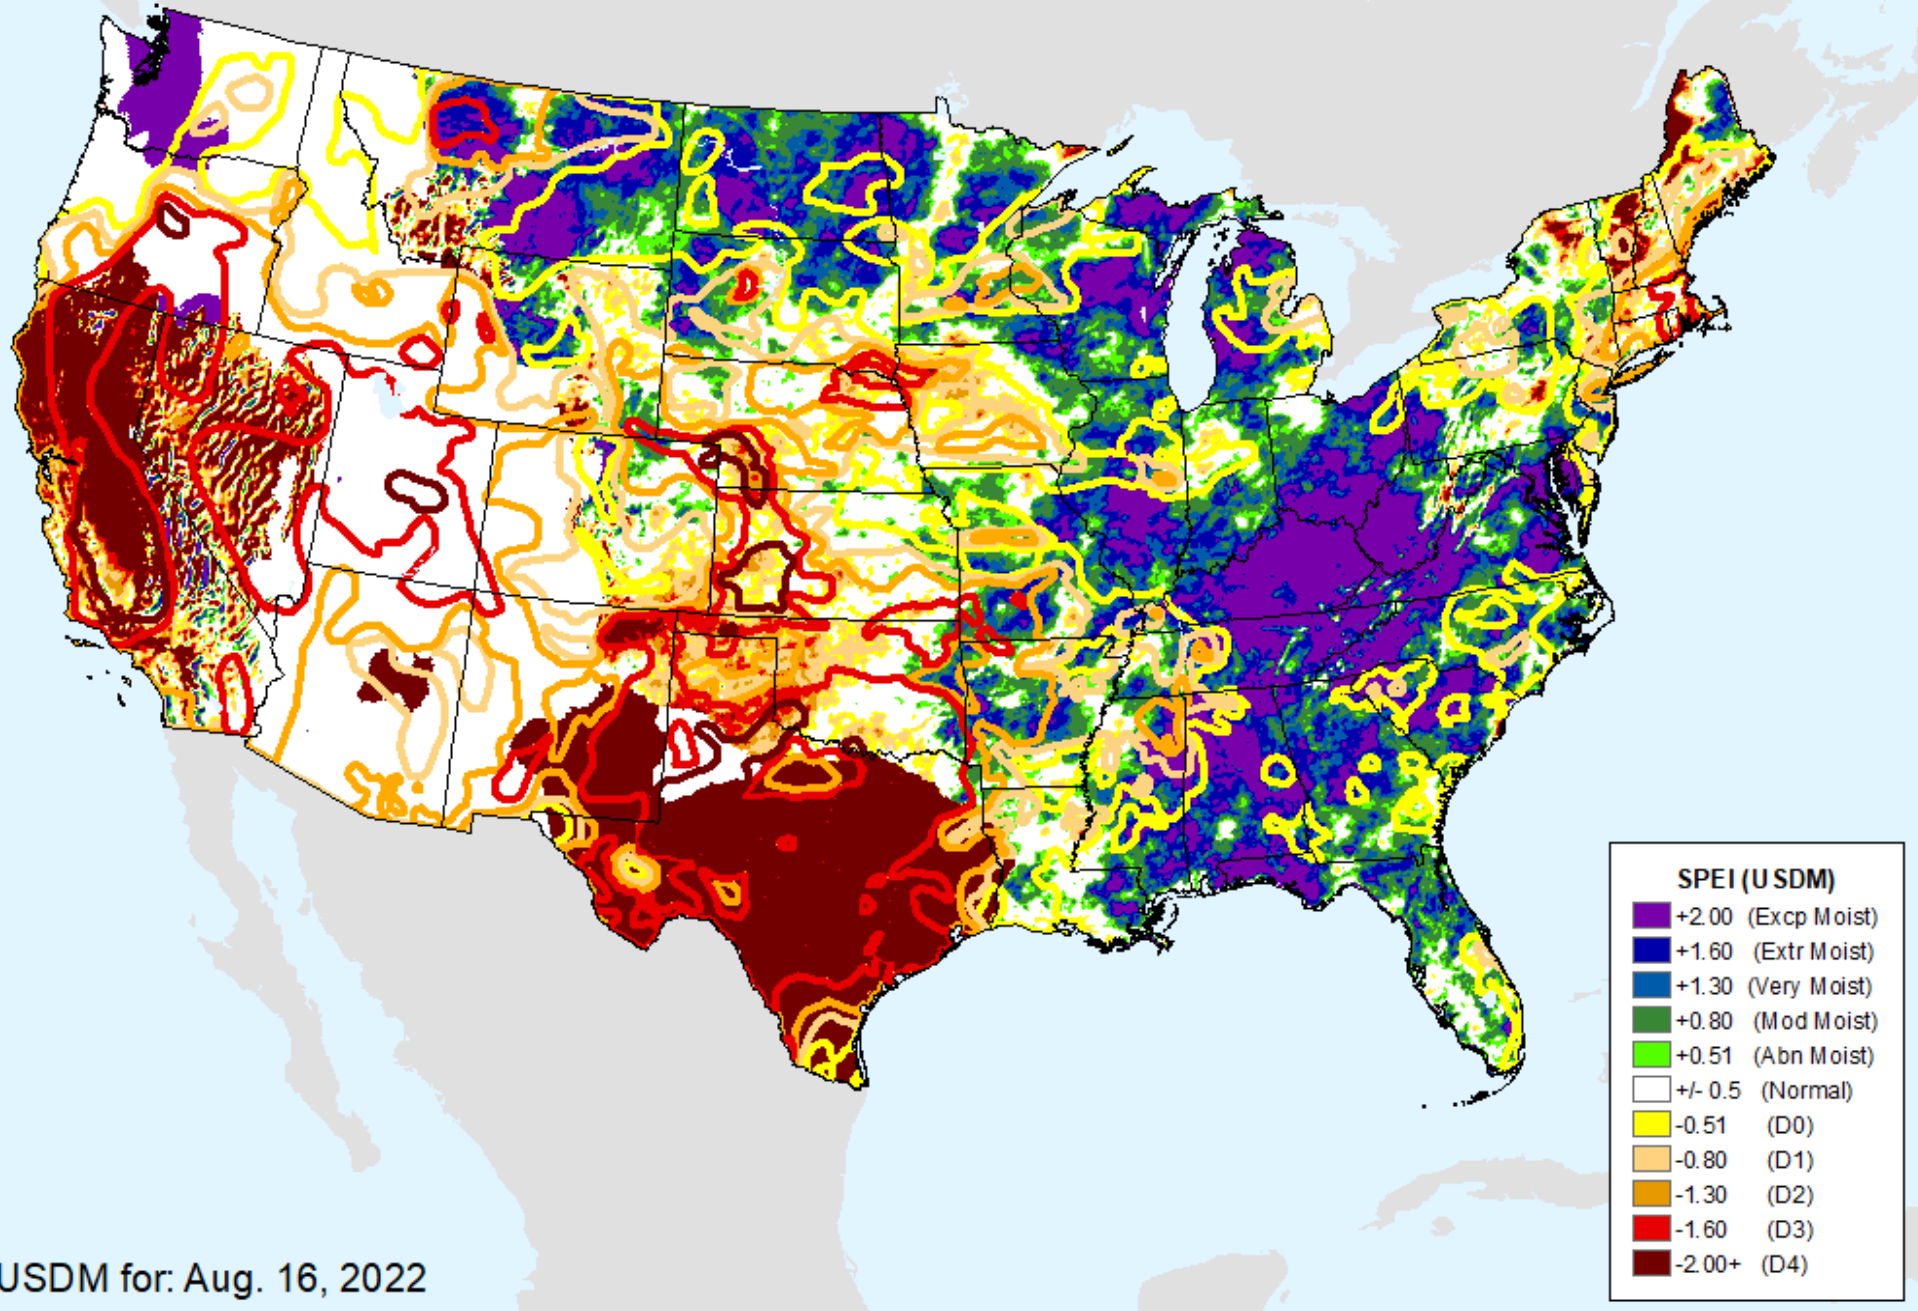 SPEI (USDM)
+2.00 (Excp Moist)
+1.60 (Extr Moist)
+1.30 (Very Moist)
+0.80 (Mod Moist)
+0.51 (Abn Moist)
+/- 0.5 (Normal)
-0.51 (D0)
-0.80 (D1)
-1.30 (D2)
-1.60 (D3)
-2.00+ (D4)
USDM for: Aug. 16, 2022